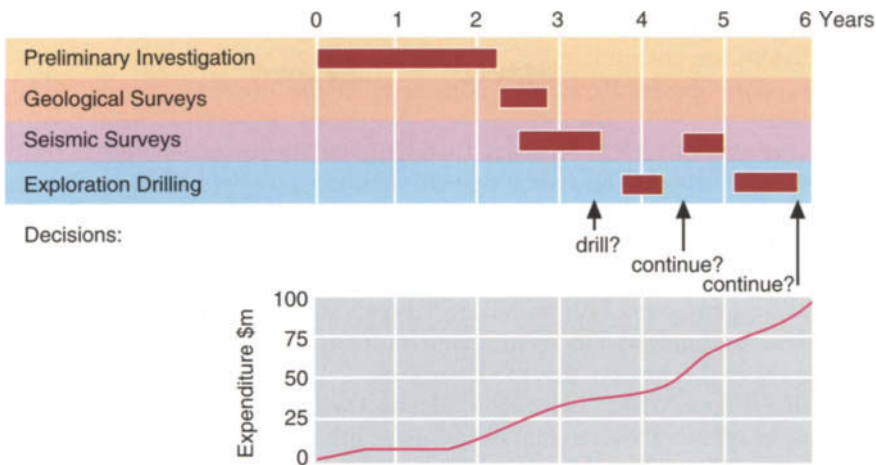 0 1 2 3 4 5 6 Years
Preliminary Investigation
Geological Surveys
Seismic Surveys
Exploration Drilling
Decisions:
drill?
continue?
continue?
Expenditure $m
100
75
50
25
0